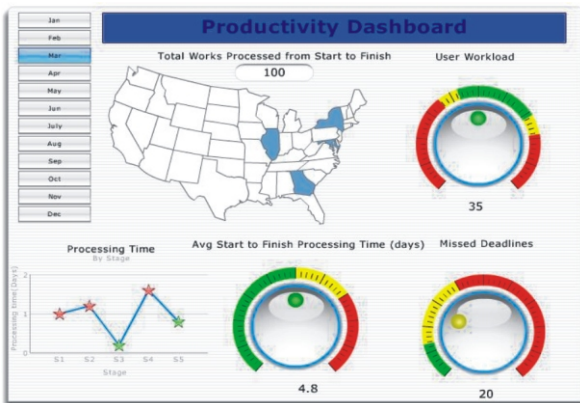 Productivity Dashboard
Jan
Feb
Mar
Apr
May
Jun
July
Aug
Sep
Oct
Nov
Dec
Total Works Processed from Start to Finish
100
User Workload
35
Processing Time
By Stage
Processing time(Days)
2
1
0
S1 S2 S3 S4 S5
Stage
Avg Start to Finish Processing Time (days)
4.8
Missed Deadlines
20